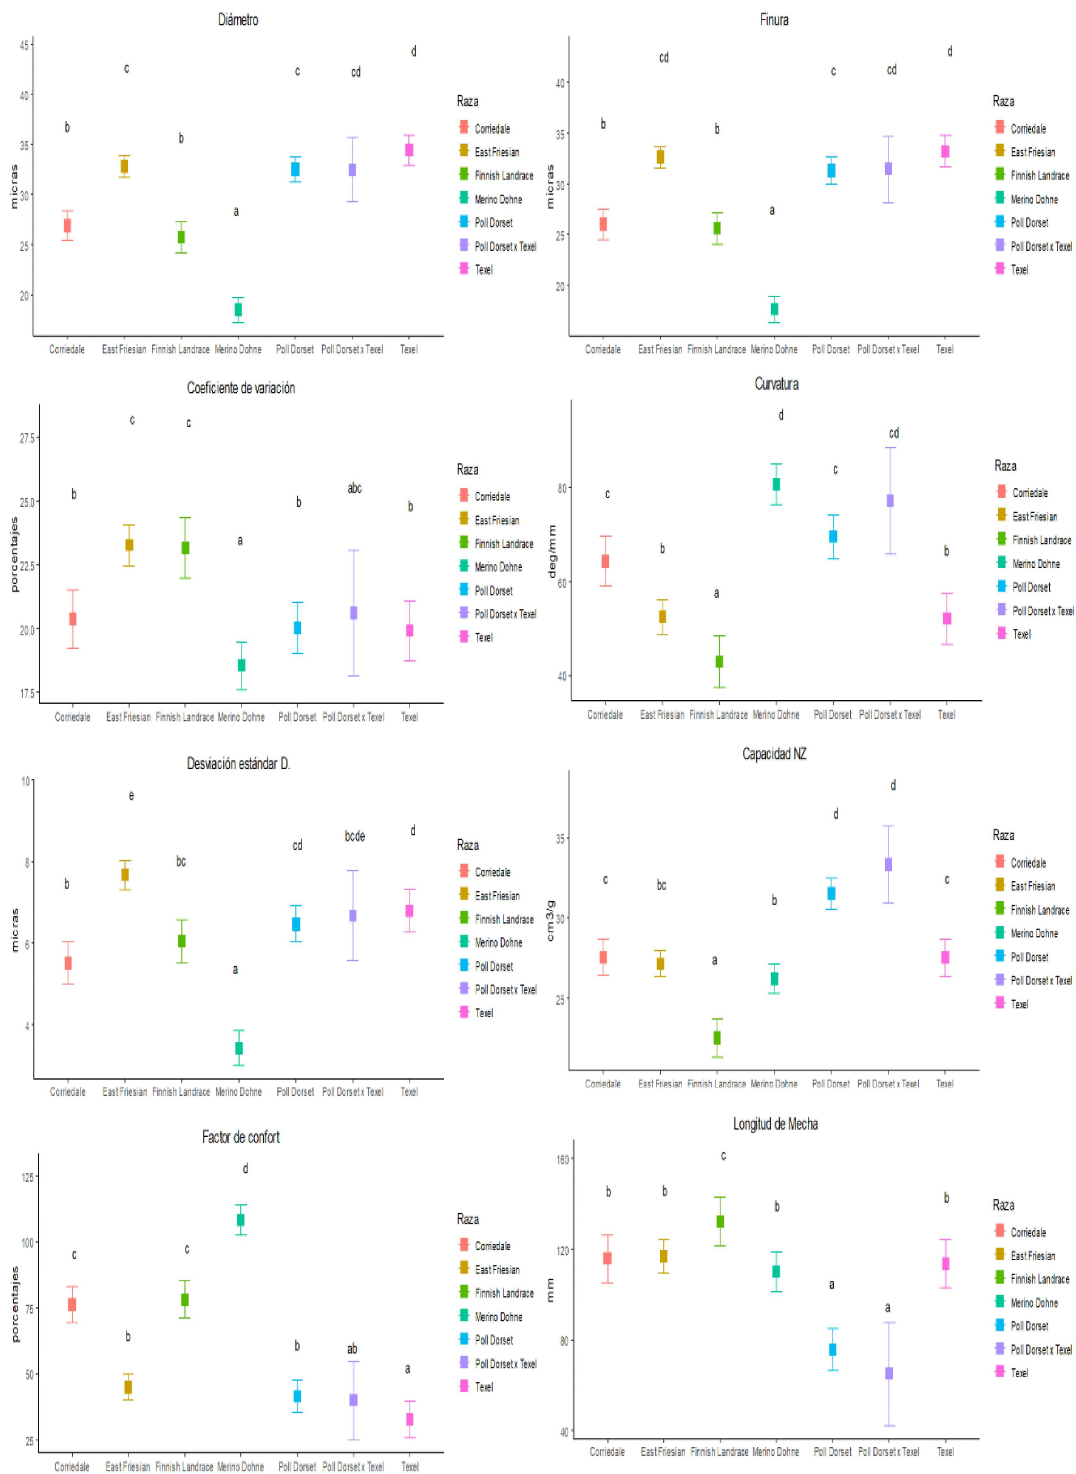 Diámetro
45
40
35
30
25
20
micras
b
c
b
a
c
cd
d
Corriedale East Friesian Finnish Landrace Merino Dohne Poll Dorset Poll Dorset x Texel Texel
Raza
Corriedale
East Friesian
Finnish Landrace
Merino Dohne
Poll Dorset
Poll Dorset x Texel
Texel
Finura
40
35
30
25
20
micras
b
cd
b
a
c
cd
d
Corriedale East Friesian Finnish Landrace Merino Dohne Poll Dorset Poll Dorset x Texel Texel
Raza
Corriedale
East Friesian
Finnish Landrace
Merino Dohne
Poll Dorset
Poll Dorset x Texel
Texel
Coeficiente de variación
27.5
25.0
22.5
20.0
17.5
porcentajes
b
c
c
a
b
abc
b
Corriedale East Friesian Finnish Landrace Merino Dohne Poll Dorset Poll Dorset x Texel Texel
Raza
Corriedale
East Friesian
Finnish Landrace
Merino Dohne
Poll Dorset
Poll Dorset x Texel
Texel
Curvatura
80
60
40
deg/mm
c
b
a
d
c
cd
b
Corriedale East Friesian Finnish Landrace Merino Dohne Poll Dorset Poll Dorset x Texel Texel
Raza
Corriedale
East Friesian
Finnish Landrace
Merino Dohne
Poll Dorset
Poll Dorset x Texel
Texel
Desviación estándar D.
10
8
6
4
micras
b
e
bc
a
cd
bcde
d
Corriedale East Friesian Finnish Landrace Merino Dohne Poll Dorset Poll Dorset x Texel Texel
Raza
Corriedale
East Friesian
Finnish Landrace
Merino Dohne
Poll Dorset
Poll Dorset x Texel
Texel
Capacidad NZ
35
30
25
cm3/g
c
bc
a
b
d
d
c
Corriedale East Friesian Finnish Landrace Merino Dohne Poll Dorset Poll Dorset x Texel Texel
Raza
Corriedale
East Friesian
Finnish Landrace
Merino Dohne
Poll Dorset
Poll Dorset x Texel
Texel
Factor de confort
125
100
75
50
25
porcentajes
c
b
c
d
b
ab
a
Corriedale East Friesian Finnish Landrace Merino Dohne Poll Dorset Poll Dorset x Texel Texel
Raza
Corriedale
East Friesian
Finnish Landrace
Merino Dohne
Poll Dorset
Poll Dorset x Texel
Texel
Longitud de Mecha
160
120
80
40
mm
b
b
c
b
a
a
b
Corriedale East Friesian Finnish Landrace Merino Dohne Poll Dorset Poll Dorset x Texel Texel
Raza
Corriedale
East Friesian
Finnish Landrace
Merino Dohne
Poll Dorset
Poll Dorset x Texel
Texel